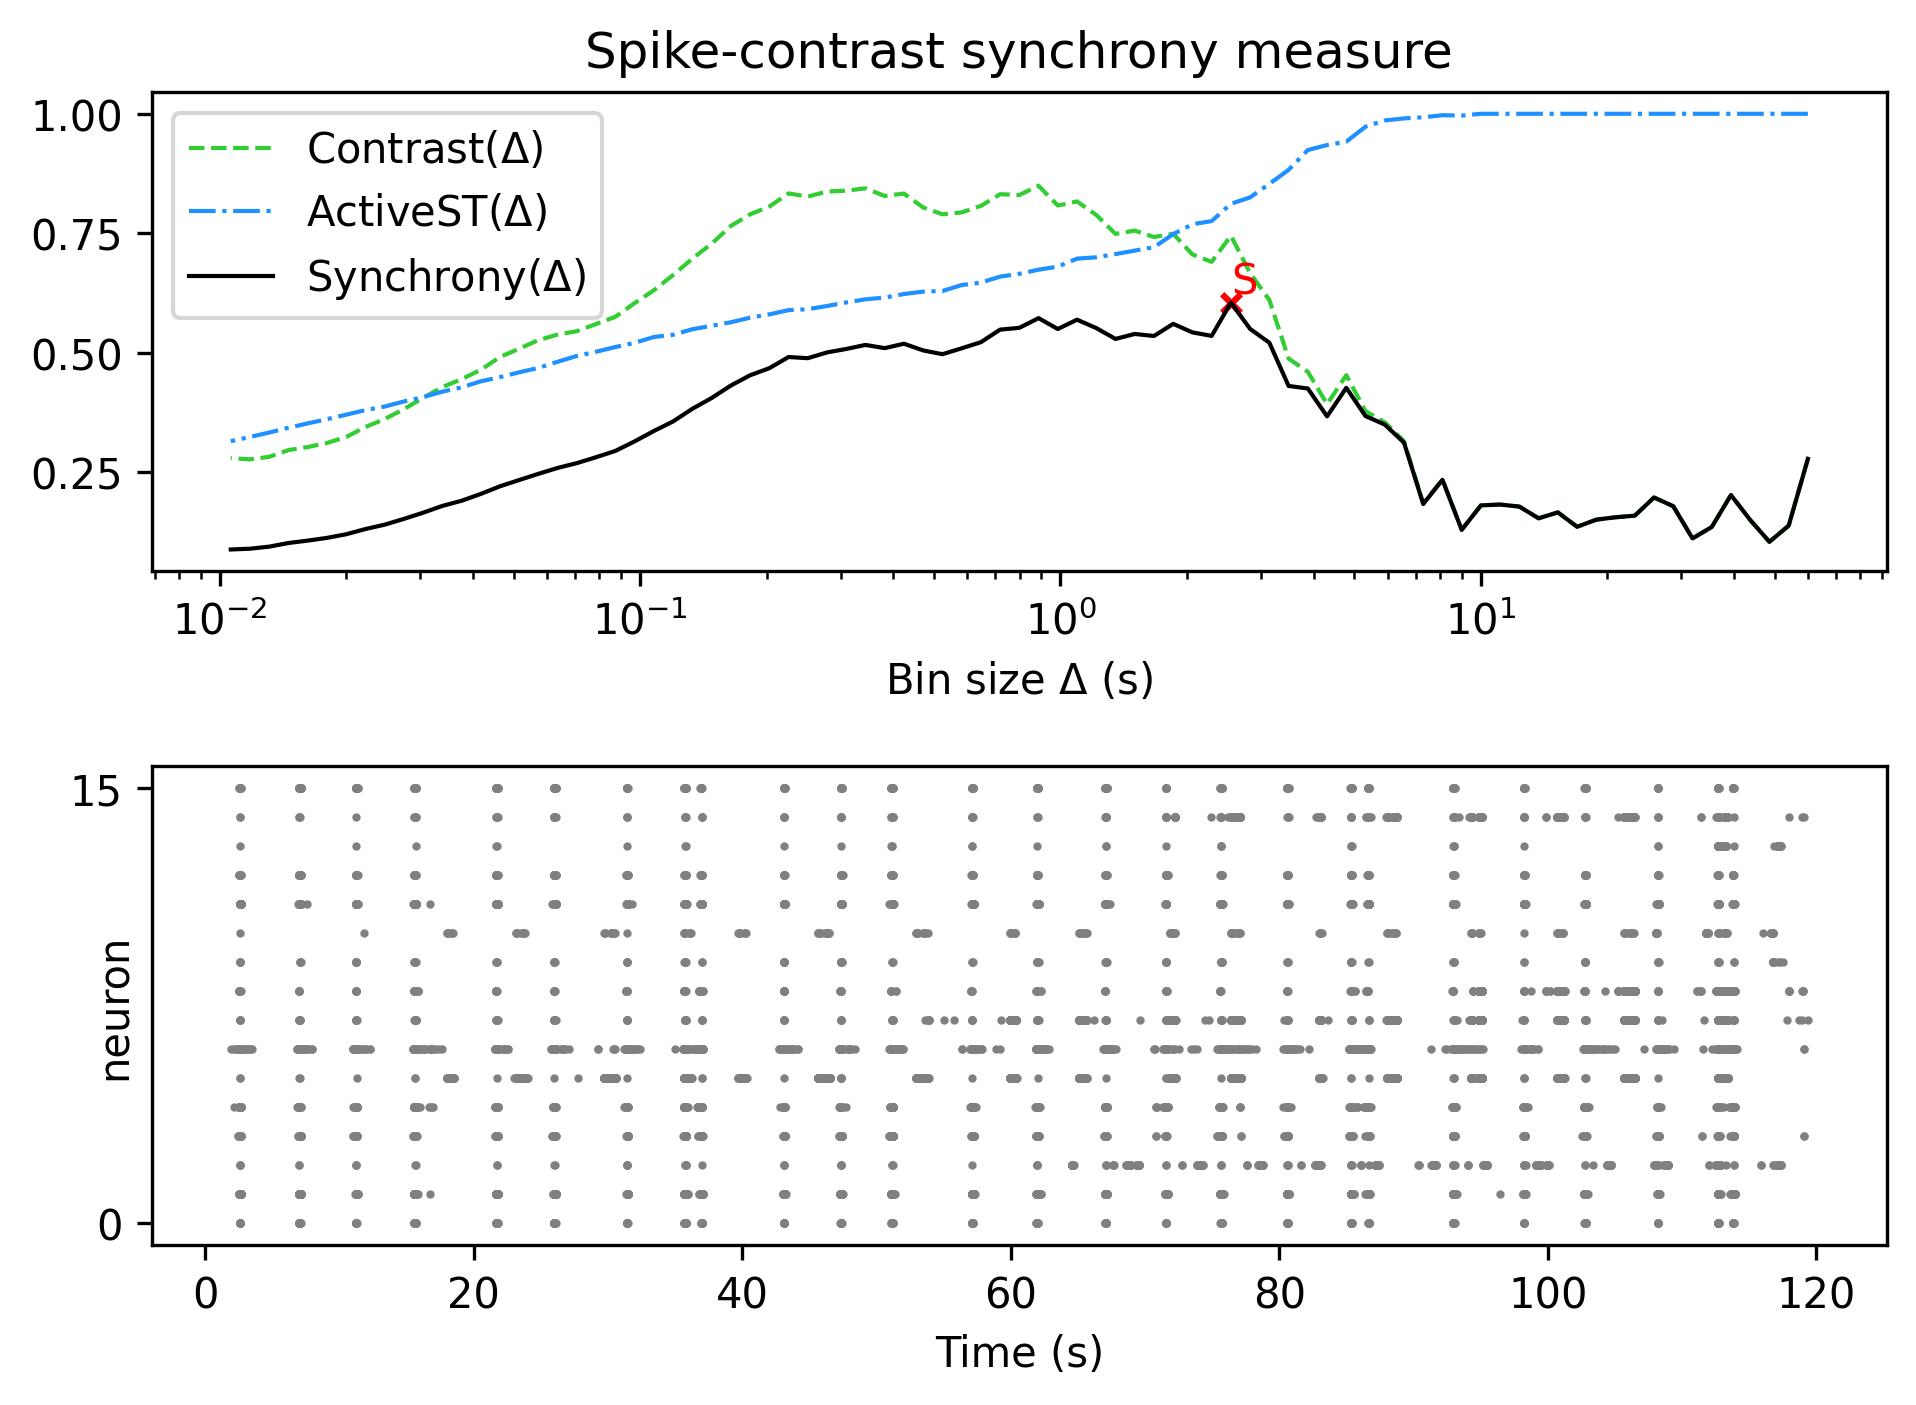 Spike-contrast synchrony measure
1.00
0.75
0.50
0.25
Contrast(Δ)
ActiveST(Δ)
Synchrony(Δ)
S
10⁻² 10⁻¹ 10⁰ 10¹
Bin size Δ (s)
15
0
neuron
0 20 40 60 80 100 120
Time (s)